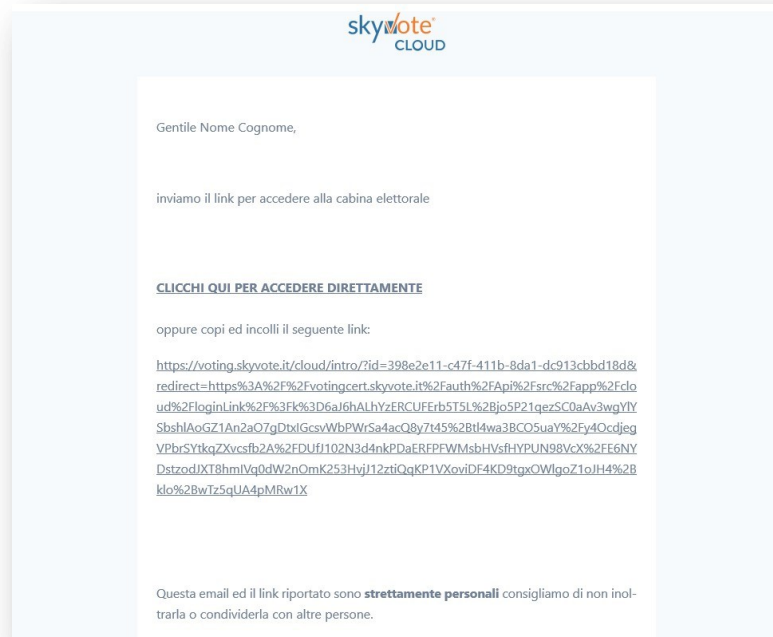 skyvote®
CLOUD
Gentile Nome Cognome,
inviamo il link per accedere alla cabina elettorale
CLICCHI QUI PER ACCEDERE DIRETTAMENTE
oppure copi ed incolli il seguente link:
https://voting.skyvote.it/cloud/intro/?id=398e2e11-c47f-411b-8da1-dc913cbbd18d&
redirect=https%3A%2F%2Fvotingcert.skyvote.it%2Fauth%2FApi%2Fsrc%2Fapp%2Fclo
ud%2FloginLink%2F%3Fk%3D6aJ6hALhYzERCUFErb5T5L%2Bjo5P21qezSC0aAv3wgYlY
SbshlAoGZ1An2aO7gDtxIGcsvWbPWrSa4acQ8y7t45%2Btl4wa3BCO5uaY%2Fy4Ocdjeg
VPbrSYtkqZXvcsfb2A%2FDUfJ102N3d4nkPDaERFPFWMsbHVsfHYPUN98VcX%2FE6NY
DstzodJXT8hmIVq0dW2nOmK253HvjJ12ztiQqKP1VXoviDF4KD9tgxOWlgoZ1oJH4%2B
klo%2BwTz5qUA4pMRw1X
Questa email ed il link riportato sono strettamente personali consigliamo di non inol-
trarla o condividerla con altre persone.